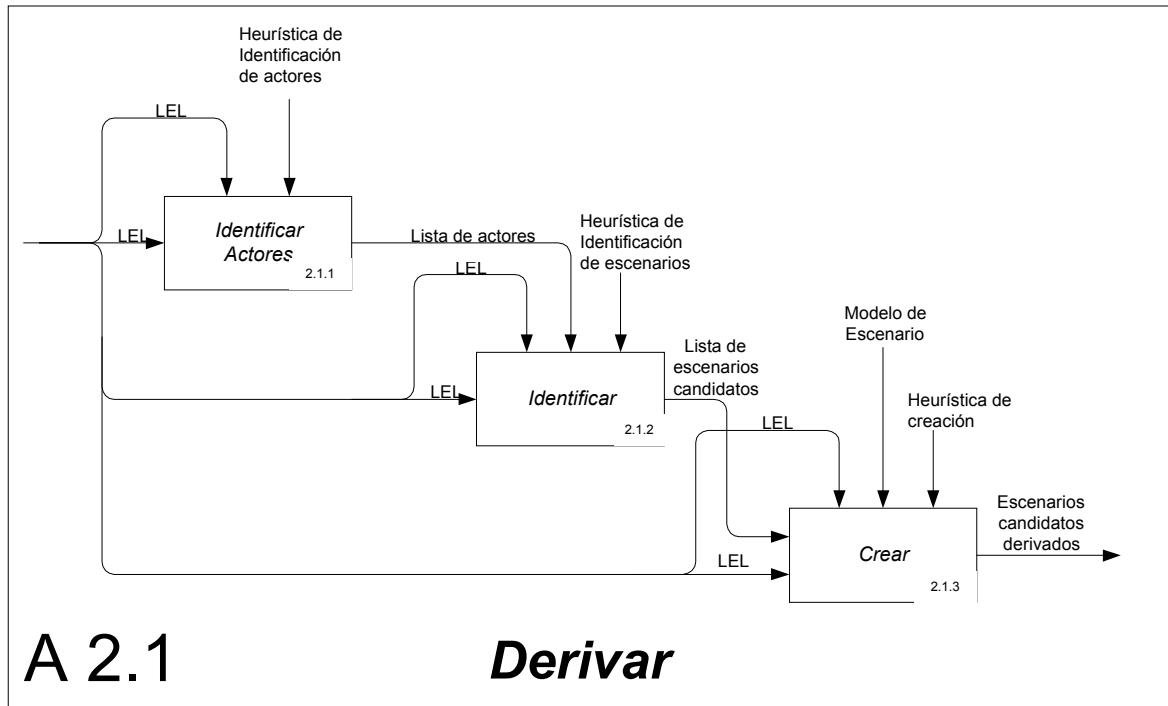 Heurística de
Identificación
de actores
LEL
LEL
Identificar
Actores
2.1.1
Lista de actores
Heurística de
Identificación
de escenarios
LEL
LEL
Identificar
2.1.2
Lista de
escenarios
candidatos
Modelo de
Escenario
Heurística de
creación
LEL
LEL
Crear
2.1.3
Escenarios
candidatos
derivados
A 2.1
Derivar